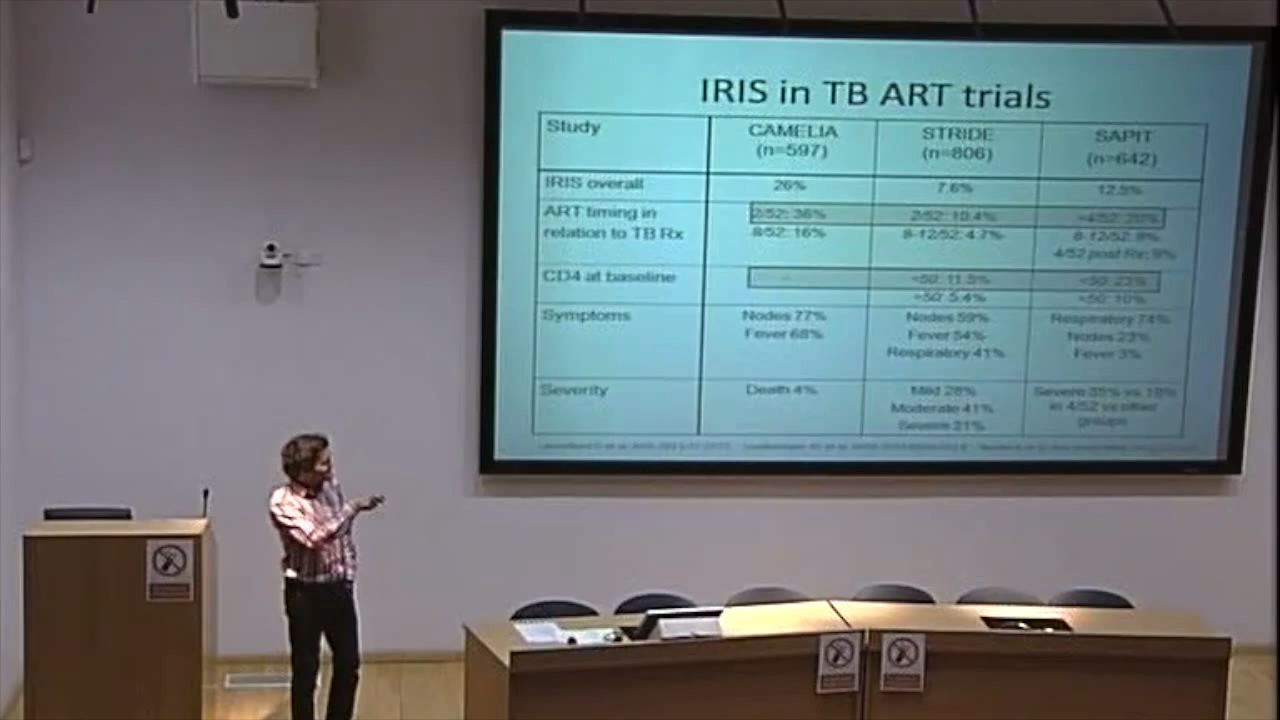 IRIS in TB ART trials
Study
CAMELIA
(n=597)
STRIDE
(n=806)
SAPIT
(n=642)
IRIS overall
26%
7.6%
12.5%
ART timing in
relation to TB Rx
2/52: 36%
8/52: 16%
2/52: 10.4%
8-12/52: 4.7%
<4/52: 20%
8-12/52: 8%
4/52 post Rx: 9%
CD4 at baseline
-
<50: 11.5%
>50: 5.4%
<50: 23%
<50: 10%
Symptoms
Nodes 77%
Fever 68%
Nodes 59%
Fever 54%
Respiratory 41%
Respiratory 74%
Nodes 23%
Fever 3%
Severity
Death 4%
Mild 28%
Moderate 41%
Severe 31%
Severe 35% vs 19%
in 4/52 vs other
groups